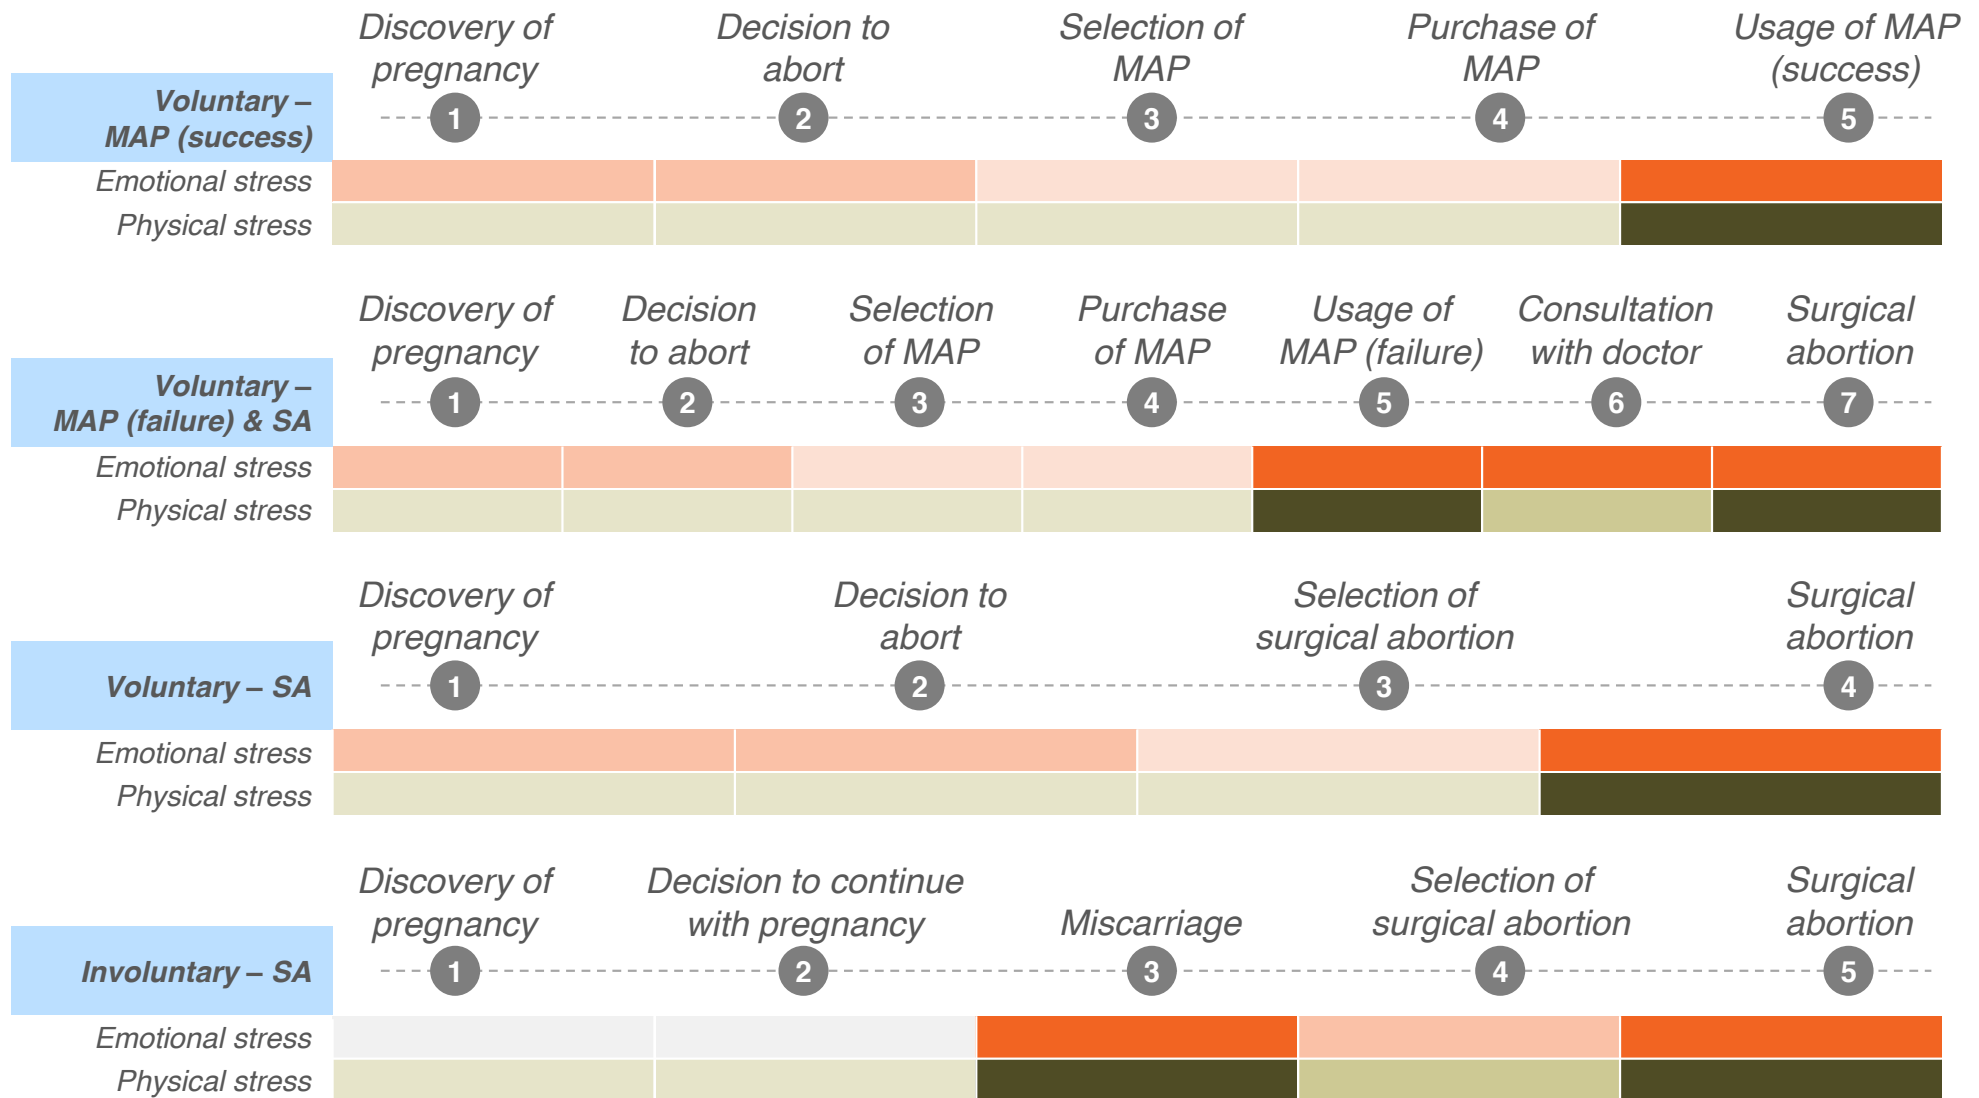 Discovery of
pregnancy
Decision to
abort
Selection of
MAP
Purchase of
MAP
Usage of MAP
(success)
Voluntary –
MAP (success)
1
2
3
4
5
Emotional stress
Physical stress
Discovery of
pregnancy
Decision
to abort
Selection
of MAP
Purchase
of MAP
Usage of
MAP (failure)
Consultation
with doctor
Surgical
abortion
Voluntary –
MAP (failure) & SA
1
2
3
4
5
6
7
Emotional stress
Physical stress
Discovery of
pregnancy
Decision to
abort
Selection of
surgical abortion
Surgical
abortion
Voluntary – SA
1
2
3
4
Emotional stress
Physical stress
Discovery of
pregnancy
Decision to continue
with pregnancy
Miscarriage
Selection of
surgical abortion
Surgical
abortion
Involuntary – SA
1
2
3
4
5
Emotional stress
Physical stress